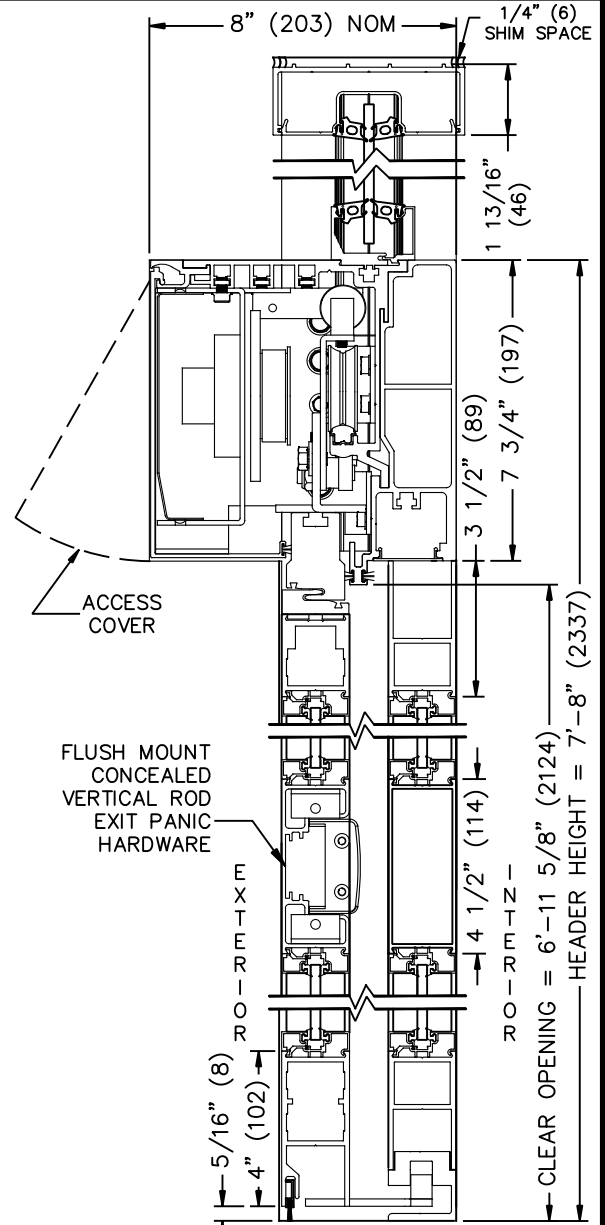 8” (203) NOM
1/4” (6)
SHIM SPACE
1 13/16”
(46)
3 1/2” (89)
7 3/4” (197)
ACCESS
COVER
FLUSH MOUNT
CONCEALED
VERTICAL ROD
EXIT PANIC
HARDWARE
EXTERIOR
INTERIOR
4 1/2” (114)
CLEAR OPENING = 6’-11 5/8” (2124)
HEADER HEIGHT = 7’-8” (2337)
5/16” (8)
4” (102)